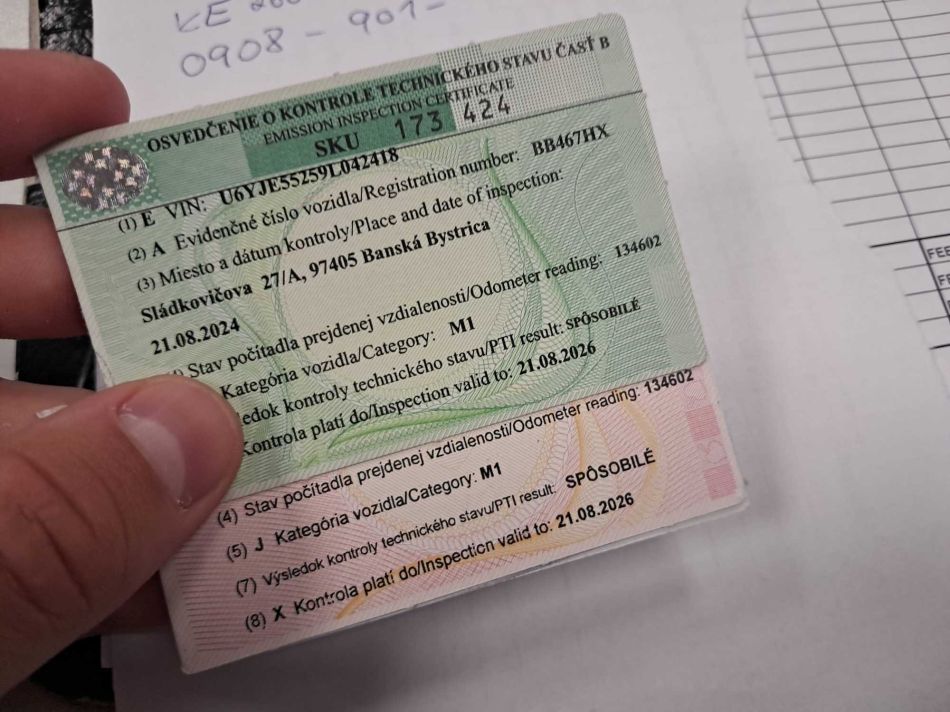 KE
0908 - 901-
OSVEDČENIE O KONTROLE TECHNICKÉHO STAVU ČASŤ B
EMISSION INSPECTION CERTIFICATE
SKU 173 424
(1) E VIN: U6YJE55259L042418
(2) A Evidenčné číslo vozidla/Registration number: BB467HX
(3) Miesto a dátum kontroly/Place and date of inspection:
Sládkovičova 27/A, 97405 Banská Bystrica
21.08.2024
Stav počítadla prejdenej vzdialenosti/Odometer reading: 134602
Kategória vozidla/Category: M1
ledok kontroly technického stavu/PTI result: SPÔSOBILÉ
Kontrola platí do/Inspection valid to: 21.08.2026
(4) Stav počítadla prejdenej vzdialenosti/Odometer reading: 134602
(5) J Kategória vozidla/Category: M1
(7) Výsledok kontroly technického stavu/PTI result: SPÔSOBILÉ
(8) X Kontrola platí do/Inspection valid to: 21.08.2026
FEE